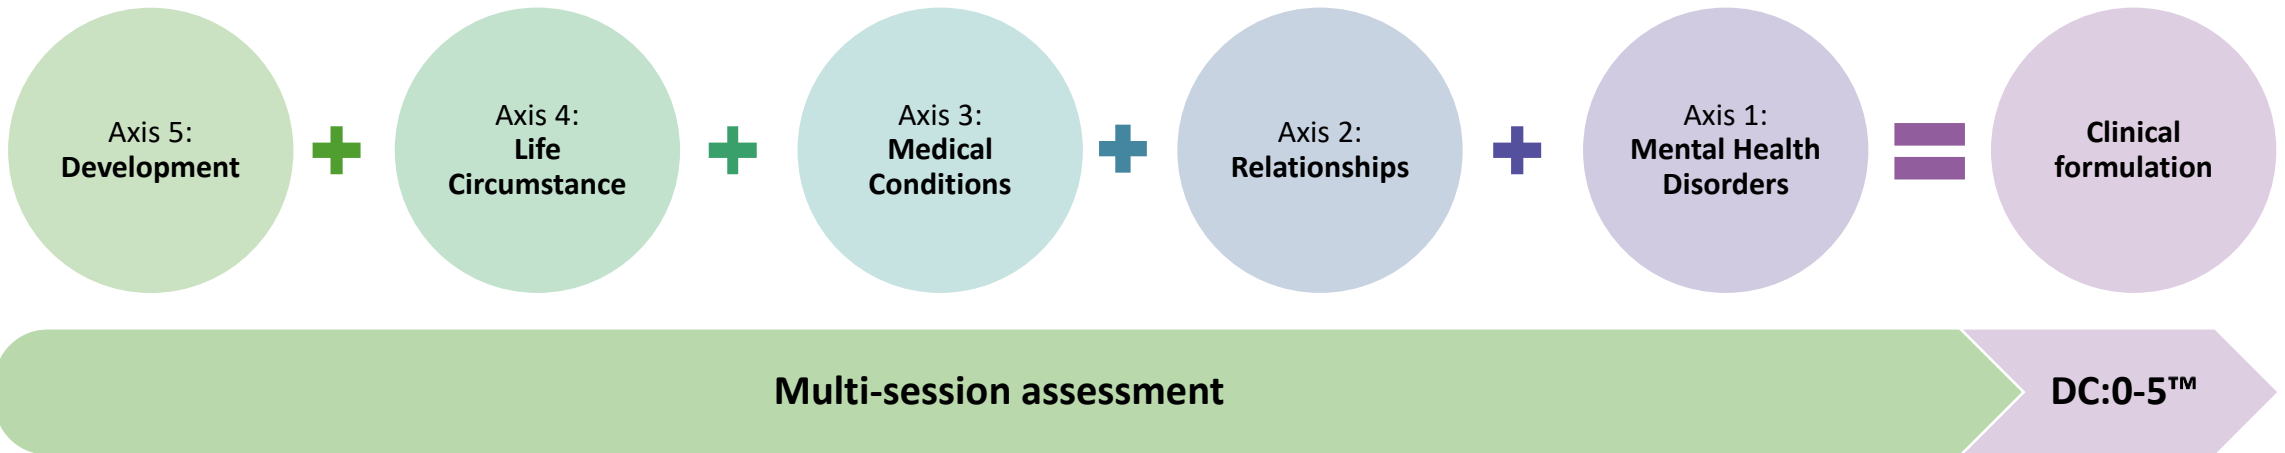 Axis 5:
Development
Axis 4:
Life
Circumstance
Axis 3:
Medical
Conditions
Axis 2:
Relationships
Axis 1:
Mental Health
Disorders
Clinical
formulation
Multi-session assessment
DC:0-5™